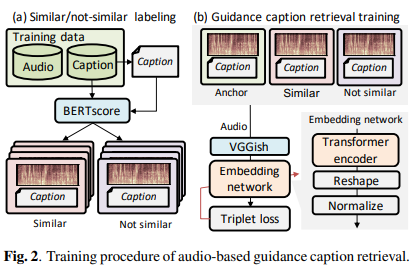 (a) Similar/not-similar labeling
Training data
Audio
Caption
Caption
BERTscore
Caption
Caption
Similar
Not similar
(b) Guidance caption retrieval training
Caption
Caption
Caption
Anchor
Similar
Not similar
Audio
VGGish
Embedding
network
Triplet loss
Embedding network
Transformer
encoder
Reshape
Normalize
Fig. 2. Training procedure of audio-based guidance caption retrieval.